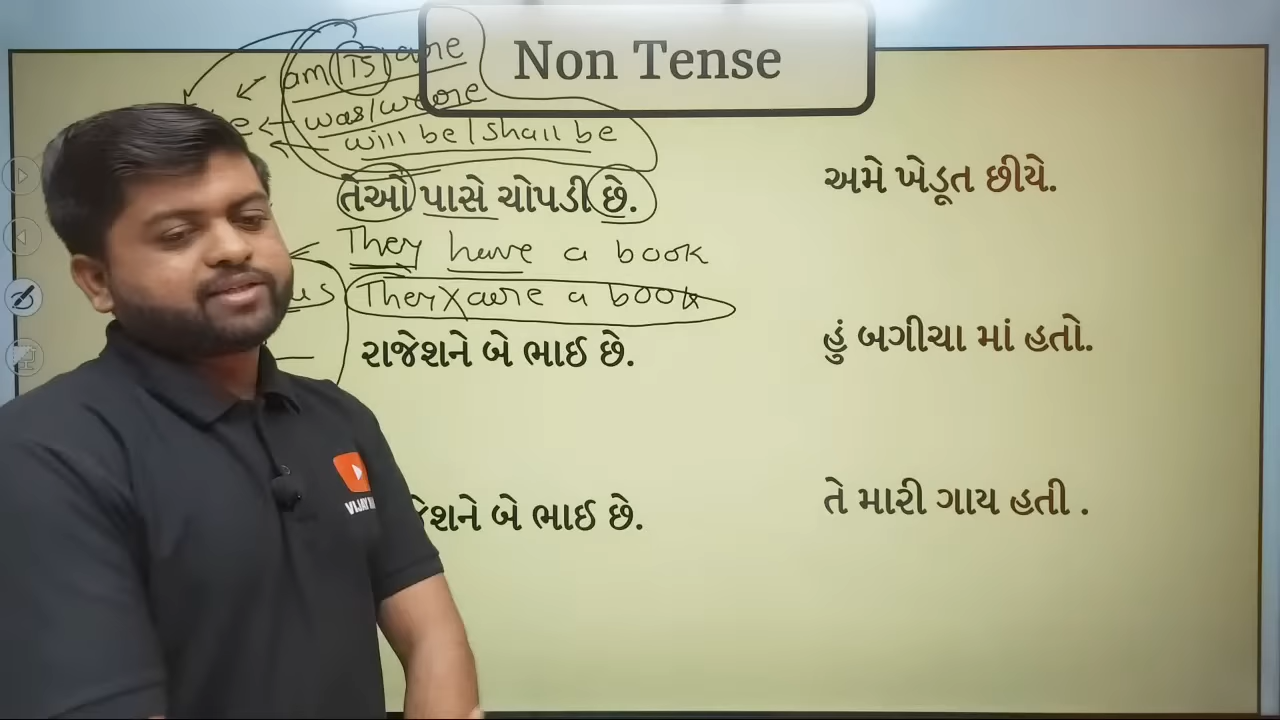 Non Tense
am is are
was/were
will be / shall be
તેઓ પાસે ચોપડી છે.
They have a book
They are a book
રાજેશને બે ભાઈ છે.
શને બે ભાઈ છે.
અમે ખેડૂત છીયે.
હું બગીચા માં હતો.
તે મારી ગાય હતી .